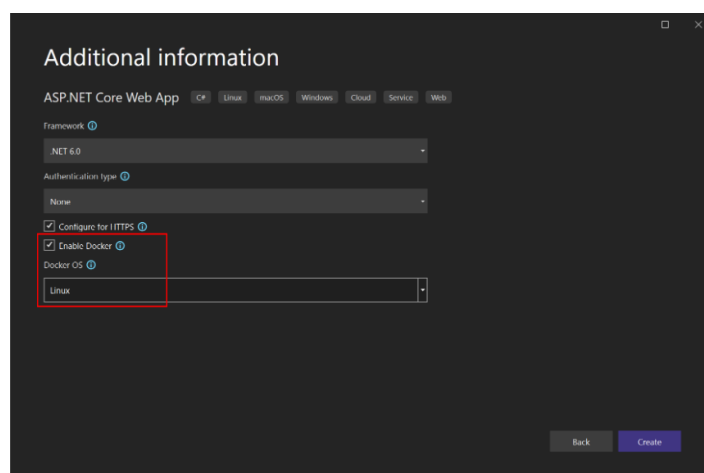 Additional information
ASP.NET Core Web App C# Linux macOS Windows Cloud Service Web
Framework
.NET 6.0
Authentication type
None
Configure for HTTPS
Enable Docker
Docker OS
Linux
Back Create